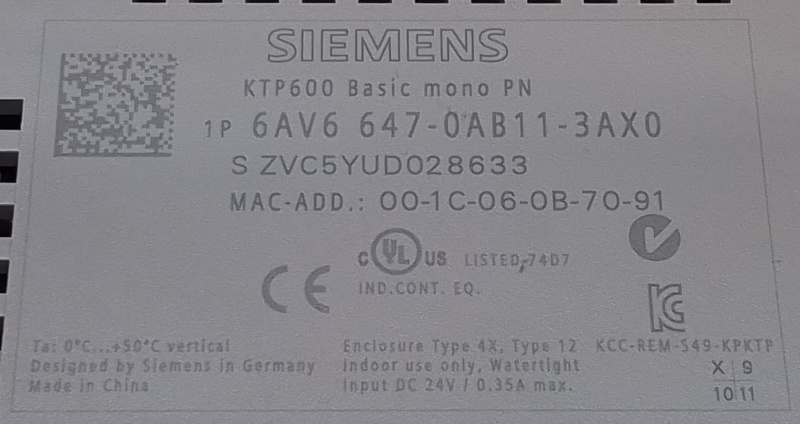 SIEMENS
KTP600 Basic mono PN
1P 6AV6 647-0AB11-3AX0
S ZVC5YUD028633
MAC-ADD.: 00-1C-06-0B-70-91
C UL US LISTED, 74D7
IND.CONT. EQ.
CE
KCC-REM-S49-KPKTP
Ta: 0°C...+50°C vertical
Designed by Siemens in Germany
Made in China
Enclosure Type 4X, Type 12
Indoor use only, Watertight
Input DC 24V / 0.35A max.
X 9
10 11